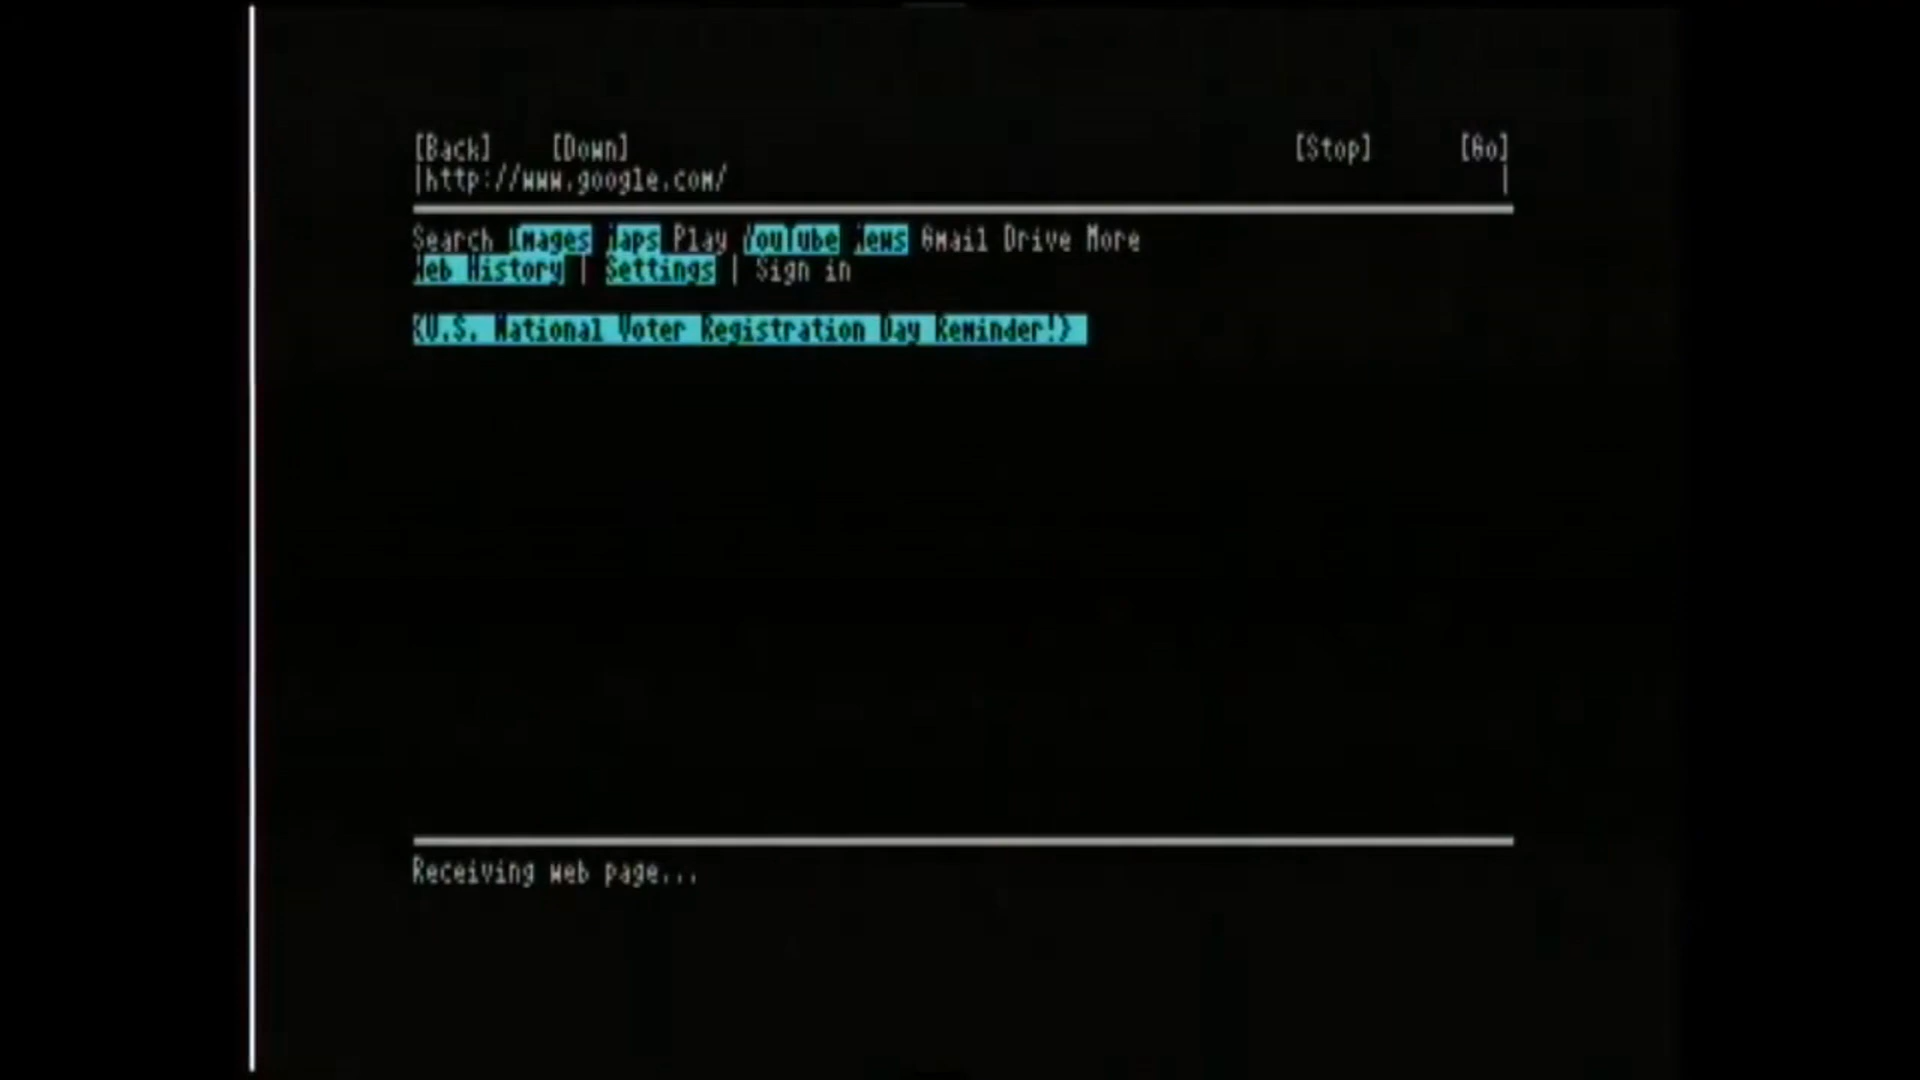 [Back] [Down] [Stop] [Go]
http://www.google.com/
Search Images Maps Play YouTube News Gmail Drive More
Web History | Settings | Sign in
{U.S. National Voter Registration Day Reminder!}
Receiving web page...